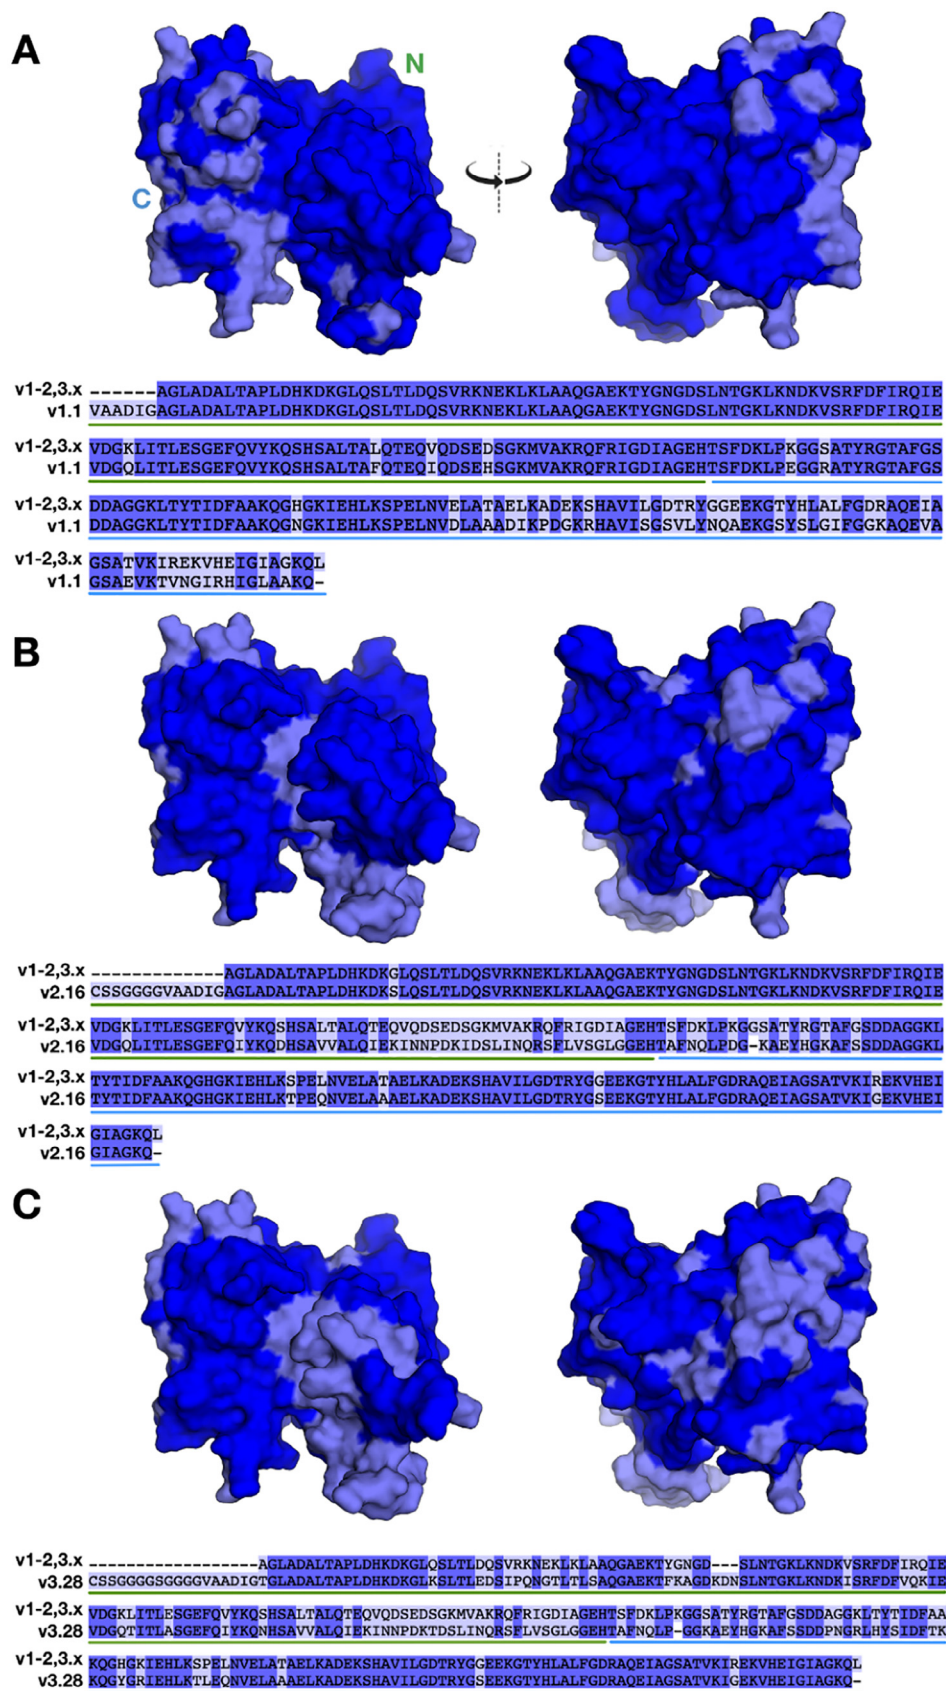 A
N
C
v1-2,3.x ------AGLADALTAPLDHKDKGLQSLTLDQSVRKNEKLKLAAQGAEKTYGNGDSLNTGKLKNDKVSRFDFIRQIE
v1.1 VAADIGAGLADALTAPLDHKDKGLQSLTLDQSVRKNEKLKLAAQGAEKTYGNGDSLNTGKLKNDKVSRFDFIRQIE
v1-2,3.x VDGKLITLESGEFQVYKQSHSALTALQTEQVQDSEDSGKMVAKRQFRIGDIAGEHTSFDKLPKGGSATYRGTAFGS
v1.1 VDGQLITLESGEFQVYKQSHSALTAFQTEQIQDSEHSGKMVAKRQFRIGDIAGEHTSFDKLPEGGRATYRGTAFGS
v1-2,3.x DDAGGKLTYTIDFAAKQGHGKIEHLKSPELNVELATAELKADEKSHAVILGDTRYGGEEKGTYHLALFGDRAQEIA
v1.1 DDAGGKLTYTIDFAAKQGNGKIEHLKSPELNVDLAAADIKPDGKRHAVISGSVLYNQAEKGSYSLGIFGGKAQEVA
v1-2,3.x GSATVKIREKVHEIGIAGKQL
v1.1 GSAEVKTVNGIRHIGLAAKQ-
B
v1-2,3.x -------------AGLADALTAPLDHKDKGLQSLTLDQSVRKNEKLKLAAQGAEKTYGNGDSLNTGKLKNDKVSRFDFIRQIE
v2.16 CSSGGGGVAADIGAGLADALTAPLDHKDKSLQSLTLDQSVRKNEKLKLAAQGAEKTYGNGDSLNTGKLKNDKVSRFDFIRQIE
v1-2,3.x VDGKLITLESGEFQVYKQSHSALTALQTEQVQDSEDSGKMVAKRQFRIGDIAGEHTSFDKLPKGGSATYRGTAFGSDDAGGKL
v2.16 VDGQLITLESGEFQIYKQDHSAVVALQIEKINNPDKIDSLINQRSFLVSGLGGEHTAFNQLPDG-KAEYHGKAFSSDDAGGKL
v1-2,3.x TYTIDFAAKQGHGKIEHLKSPELNVELATAELKADEKSHAVILGDTRYGGEEKGTYHLALFGDRAQEIAGSATVKIREKVHEI
v2.16 TYTIDFAAKQGHGKIEHLKTPEQNVELAAAELKADEKSHAVILGDTRYGSEEKGTYHLALFGDRAQEIAGSATVKIGEKVHEI
v1-2,3.x GIAGKQL
v2.16 GIAGKQ-
C
v1-2,3.x -------------------AGLADALTAPLDHKDKGLQSLTLDQSVRKNEKLKLAAQGAEKTYGNGD---SLNTGKLKNDKVSRFDFIRQIE
v3.28 CSSGGGGSGGGGVAADIGTGLADALTAPLDHKDKGLKSLTLEDSIPQNGTLTLSAQGAEKTFKAGDKDNSLNTGKLKNDKISRFDFVQKIE
v1-2,3.x VDGKLITLESGEFQVYKQSHSALTALQTEQVQDSEDSGKMVAKRQFRIGDIAGEHTSFDKLPKGGSATYRGTAFGSDDAGGKLTYTIDFAA
v3.28 VDGQTITLASGEFQIYKQNHSAVVALQIEKINNPDKTDSLINQRSFLVSGLGGEHTAFNQLP-GGKAEYHGKAFSSDDPNGRLHYSIDFTK
v1-2,3.x KQGHGKIEHLKSPELNVELATAELKADEKSHAVILGDTRYGGEEKGTYHLALFGDRAQEIAGSATVKIREKVHEIGIAGKQL
v3.28 KQGYGRIEHLKTLEQNVELAAAELKADEKSHAVILGDTRYGSEEKGTYHLALFGDRAQEIAGSATVKIGEKVHEIGIAGKQ-